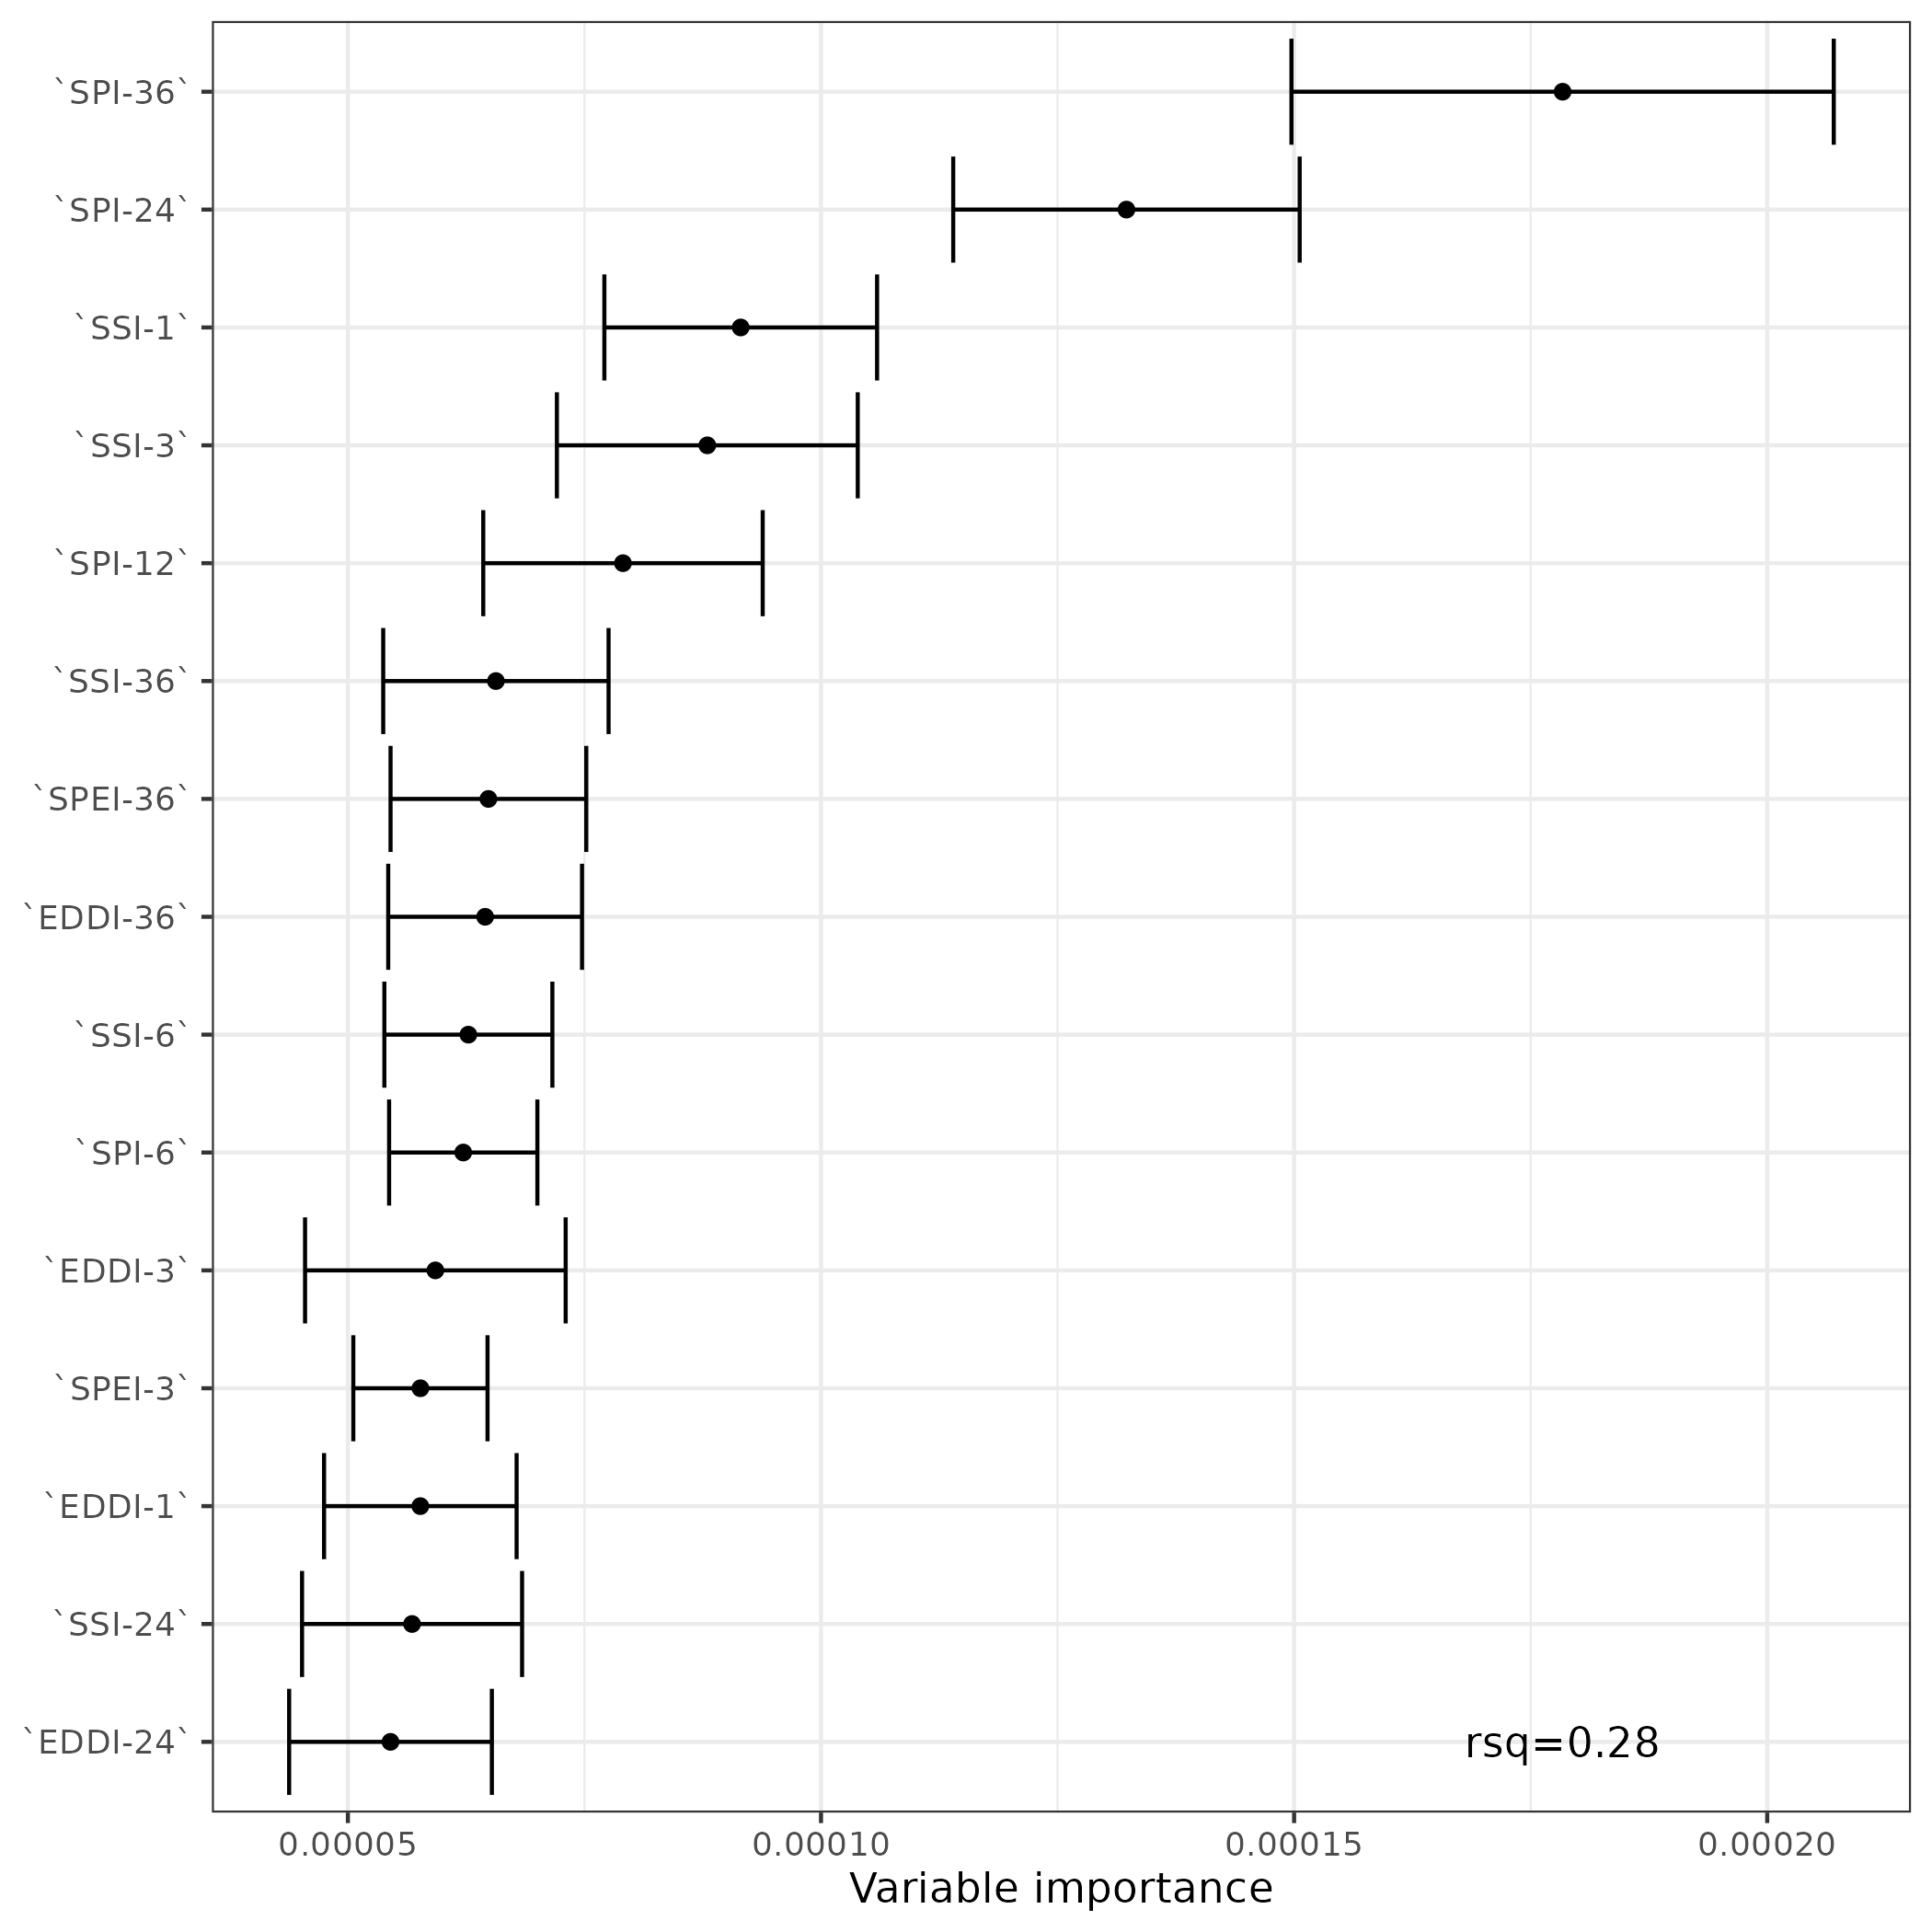 `SPI-36`
`SPI-24`
`SSI-1`
`SSI-3`
`SPI-12`
`SSI-36`
`SPEI-36`
`EDDI-36`
`SSI-6`
`SPI-6`
`EDDI-3`
`SPEI-3`
`EDDI-1`
`SSI-24`
`EDDI-24`
rsq=0.28
0.00005
0.00010
0.00015
0.00020
Variable importance